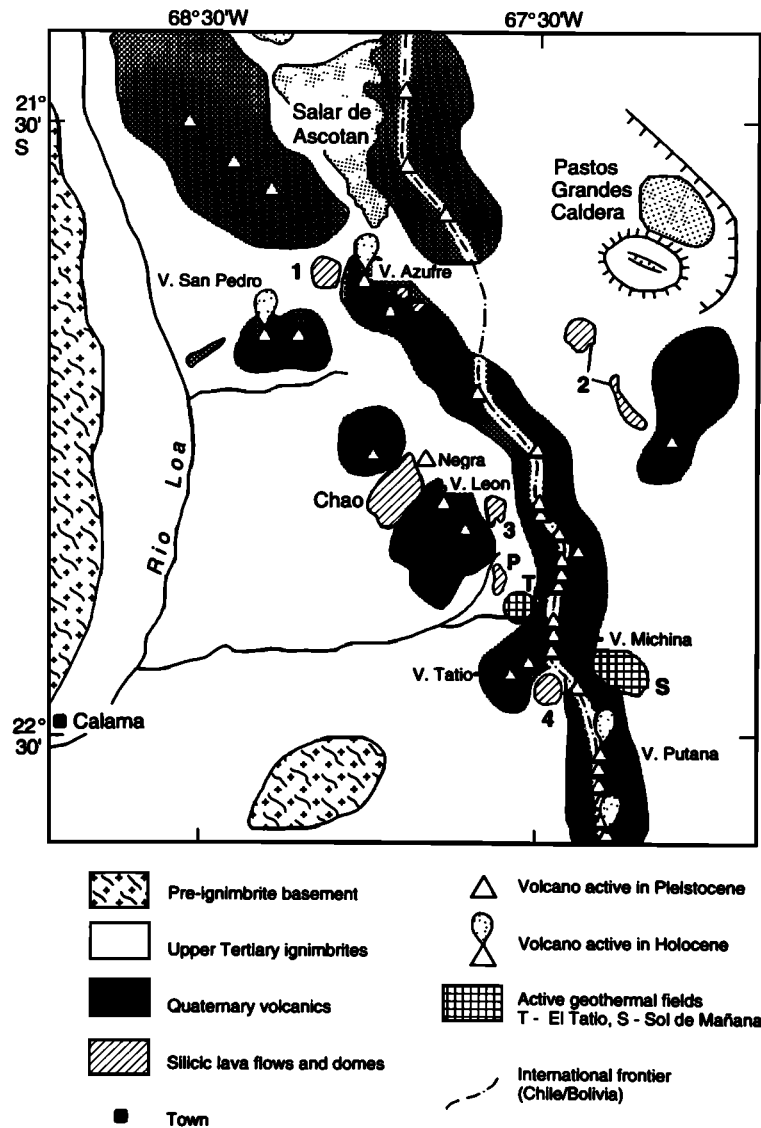 68°30'W
67°30'W
21°
30'
S
Salar de
Ascotan
Pastos
Grandes
Caldera
1
V. Azufre
V. San Pedro
2
Rio Loa
Negra
V. Leon
Chao
3
P
T
V. Michina
V. Tatio
S
4
22°
30'
Calama
V. Putana
Pre-ignimbrite basement
Upper Tertiary ignimbrites
Quaternary volcanics
Silicic lava flows and domes
Town
Volcano active in Pleistocene
Volcano active in Holocene
Active geothermal fields
T - El Tatio, S - Sol de Mañana
International frontier
(Chile/Bolivia)